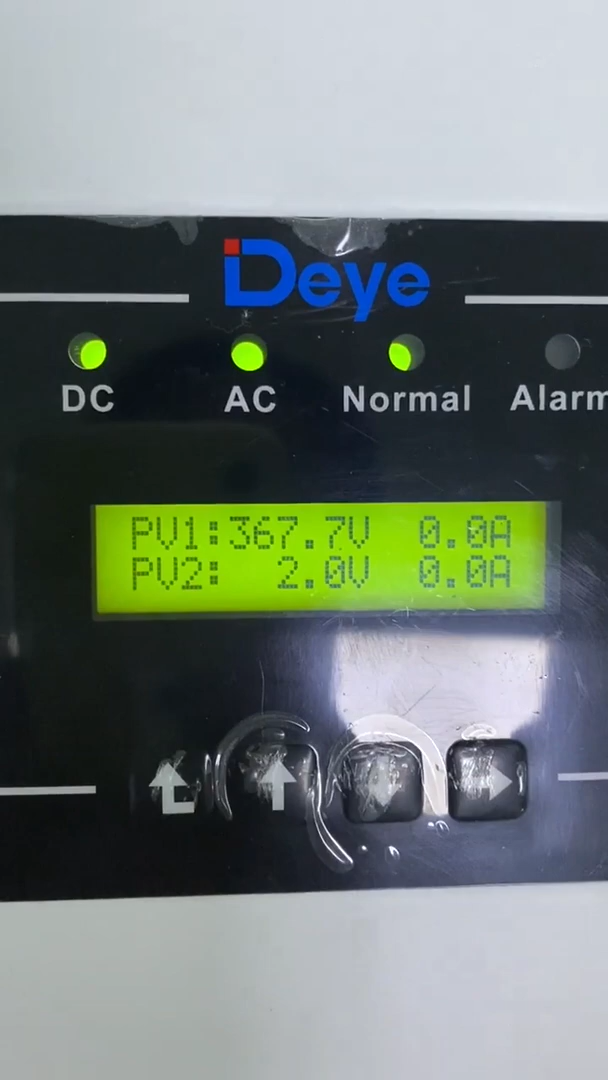 Deye
DC AC Normal Alarm
PV1:367.7V 0.0A
PV2: 2.0V 0.0A